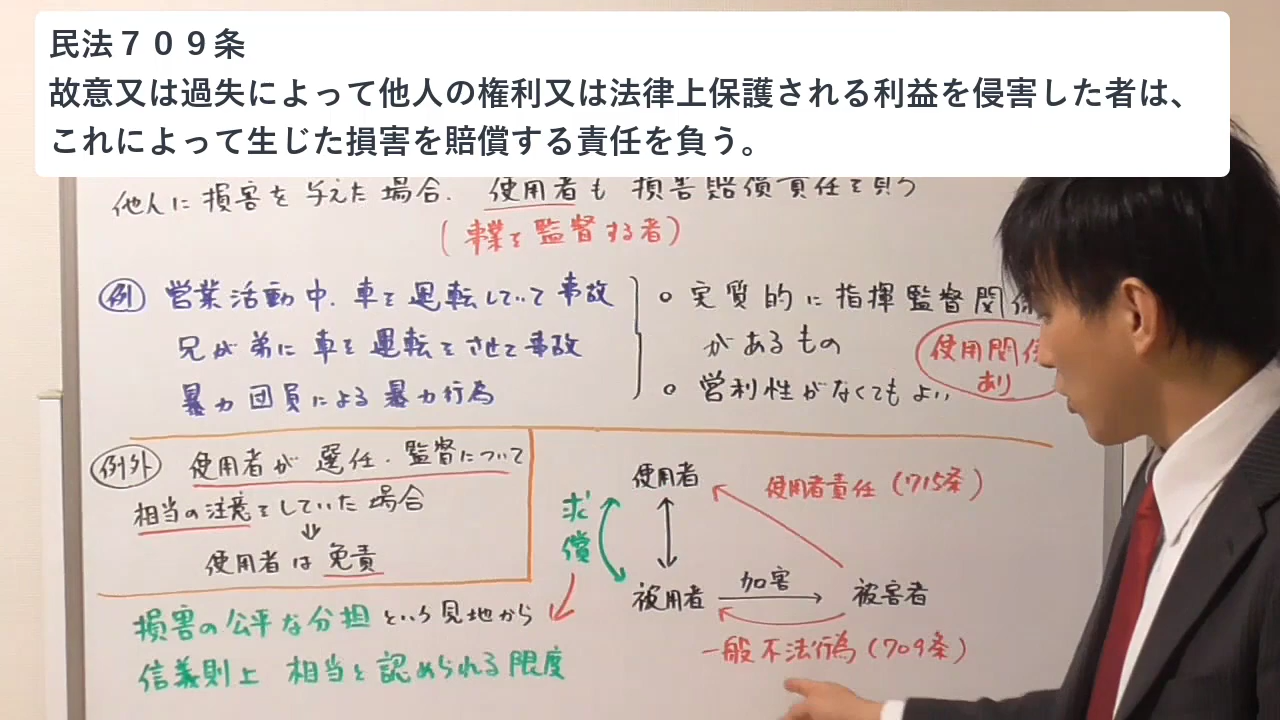 民法７０９条
故意又は過失によって他人の権利又は法律上保護される利益を侵害した者は、
これによって生じた損害を賠償する責任を負う。
他人に損害を与えた場合、使用者も損害賠償責任を負う
(事業を監督する者)
例 営業活動中、車を運転していて事故
兄が弟に車を運転をさせて事故
暴力団員による暴力行為
○ 実質的に指揮監督関係
があるもの
○ 営利性がなくてもよい
使用関係
あり
例外 使用者が選任・監督について
相当の注意をしていた場合
⇓
使用者は免責
使用者
使用者責任 (715条)
求償
被用者 加害 被害者
一般不法行為 (709条)
損害の公平な分担という見地から
信義則上 相当と認められる限度